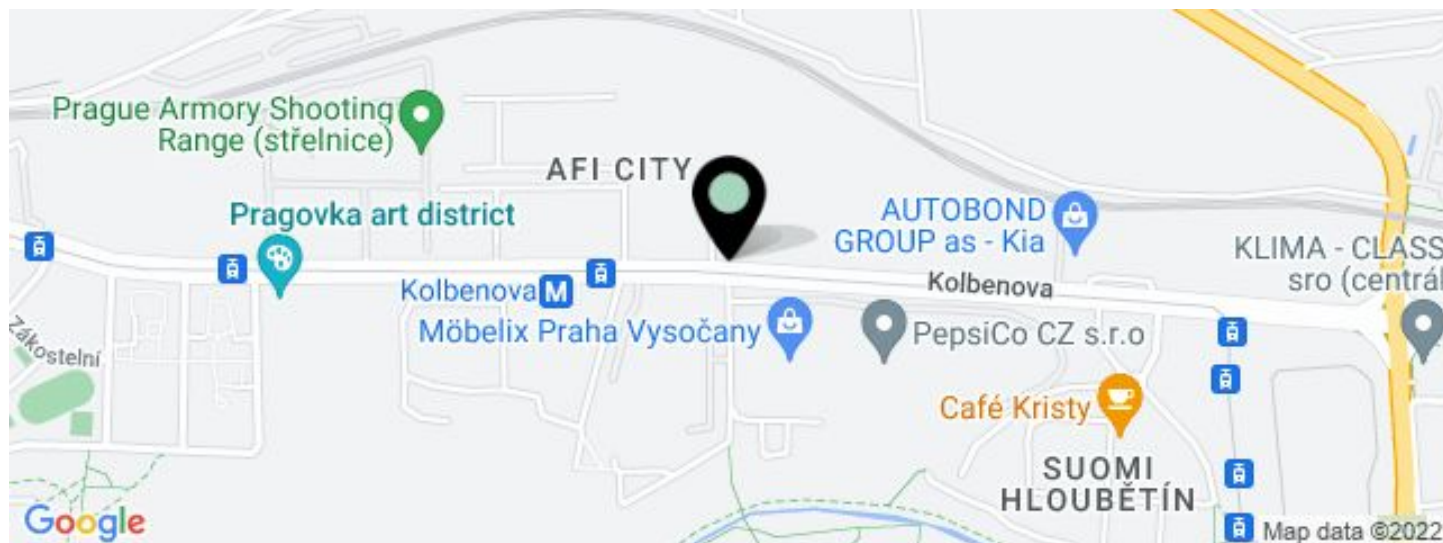 Prague Armory Shooting
Range (střelnice)
AFI CITY
Pragovka art district
AUTOBOND
GROUP as - Kia
KLIMA - CLASS
sro (centrál
Kolbenova
M
Kolbenova
Möbelix Praha Vysočany
PepsiCo CZ s.r.o
Zákostelní
Café Kristy
SUOMI
HLOUBĚTÍN
Google
Map data ©2022